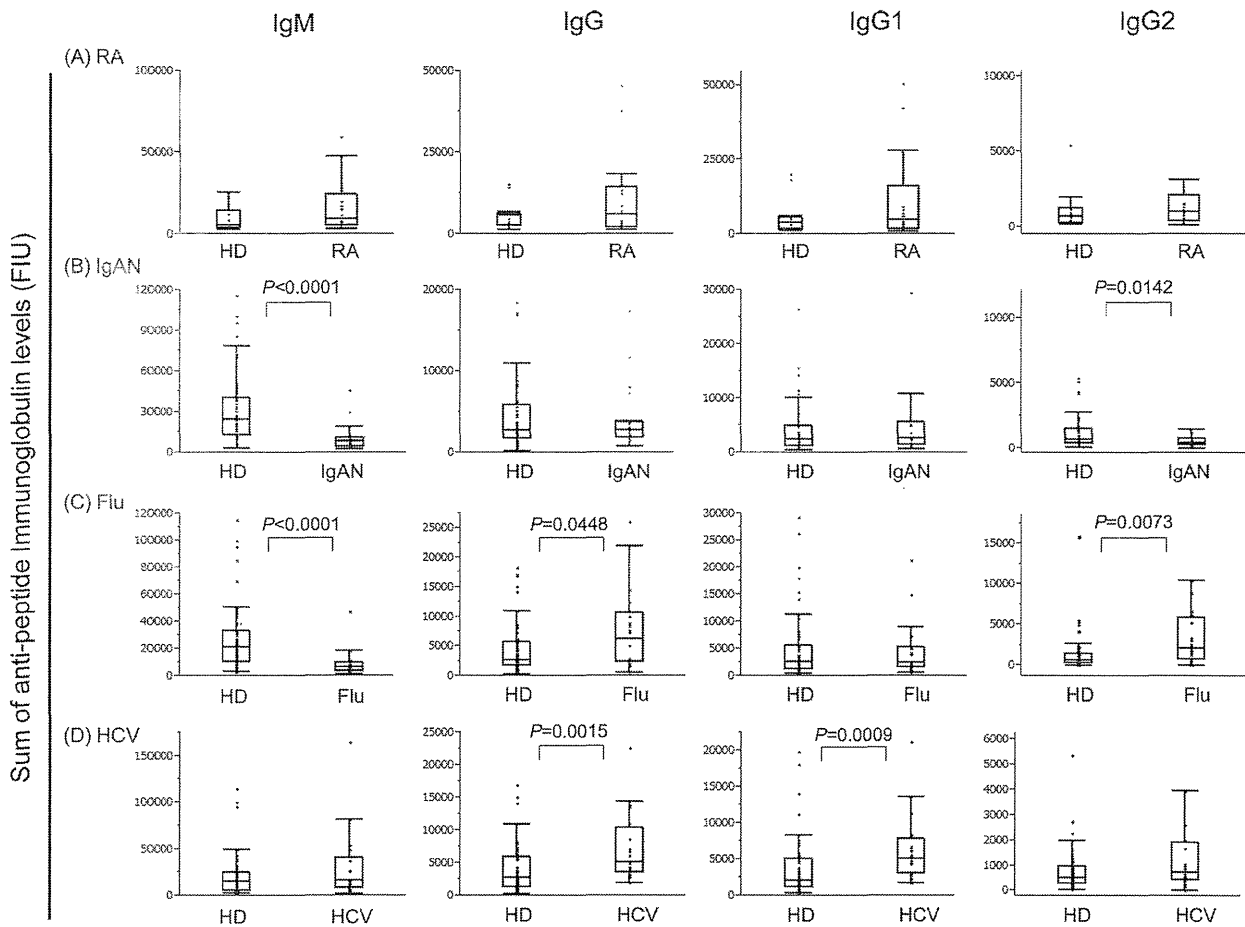 IgM IgG IgG1 IgG2
(A) RA
Sum of anti-peptide Immunoglobulin levels (FIU)
100000 50000 0 HD RA
50000 25000 0 HD RA
50000 25000 0 HD RA
10000 5000 0 HD RA
(B) IgAN
P<0.0001
120000 90000 60000 30000 0 HD IgAN
20000 10000 0 HD IgAN
30000 20000 10000 0 HD IgAN
P=0.0142
10000 5000 0 HD IgAN
(C) Flu
P<0.0001
120000 100000 80000 60000 40000 20000 0 HD Flu
P=0.0448
25000 20000 15000 10000 5000 0 HD Flu
30000 25000 20000 15000 10000 5000 0 HD Flu
P=0.0073
15000 10000 5000 0 HD Flu
(D) HCV
150000 100000 50000 0 HD HCV
P=0.0015
25000 20000 15000 10000 5000 0 HD HCV
P=0.0009
20000 15000 10000 5000 0 HD HCV
6000 5000 4000 3000 2000 1000 0 HD HCV